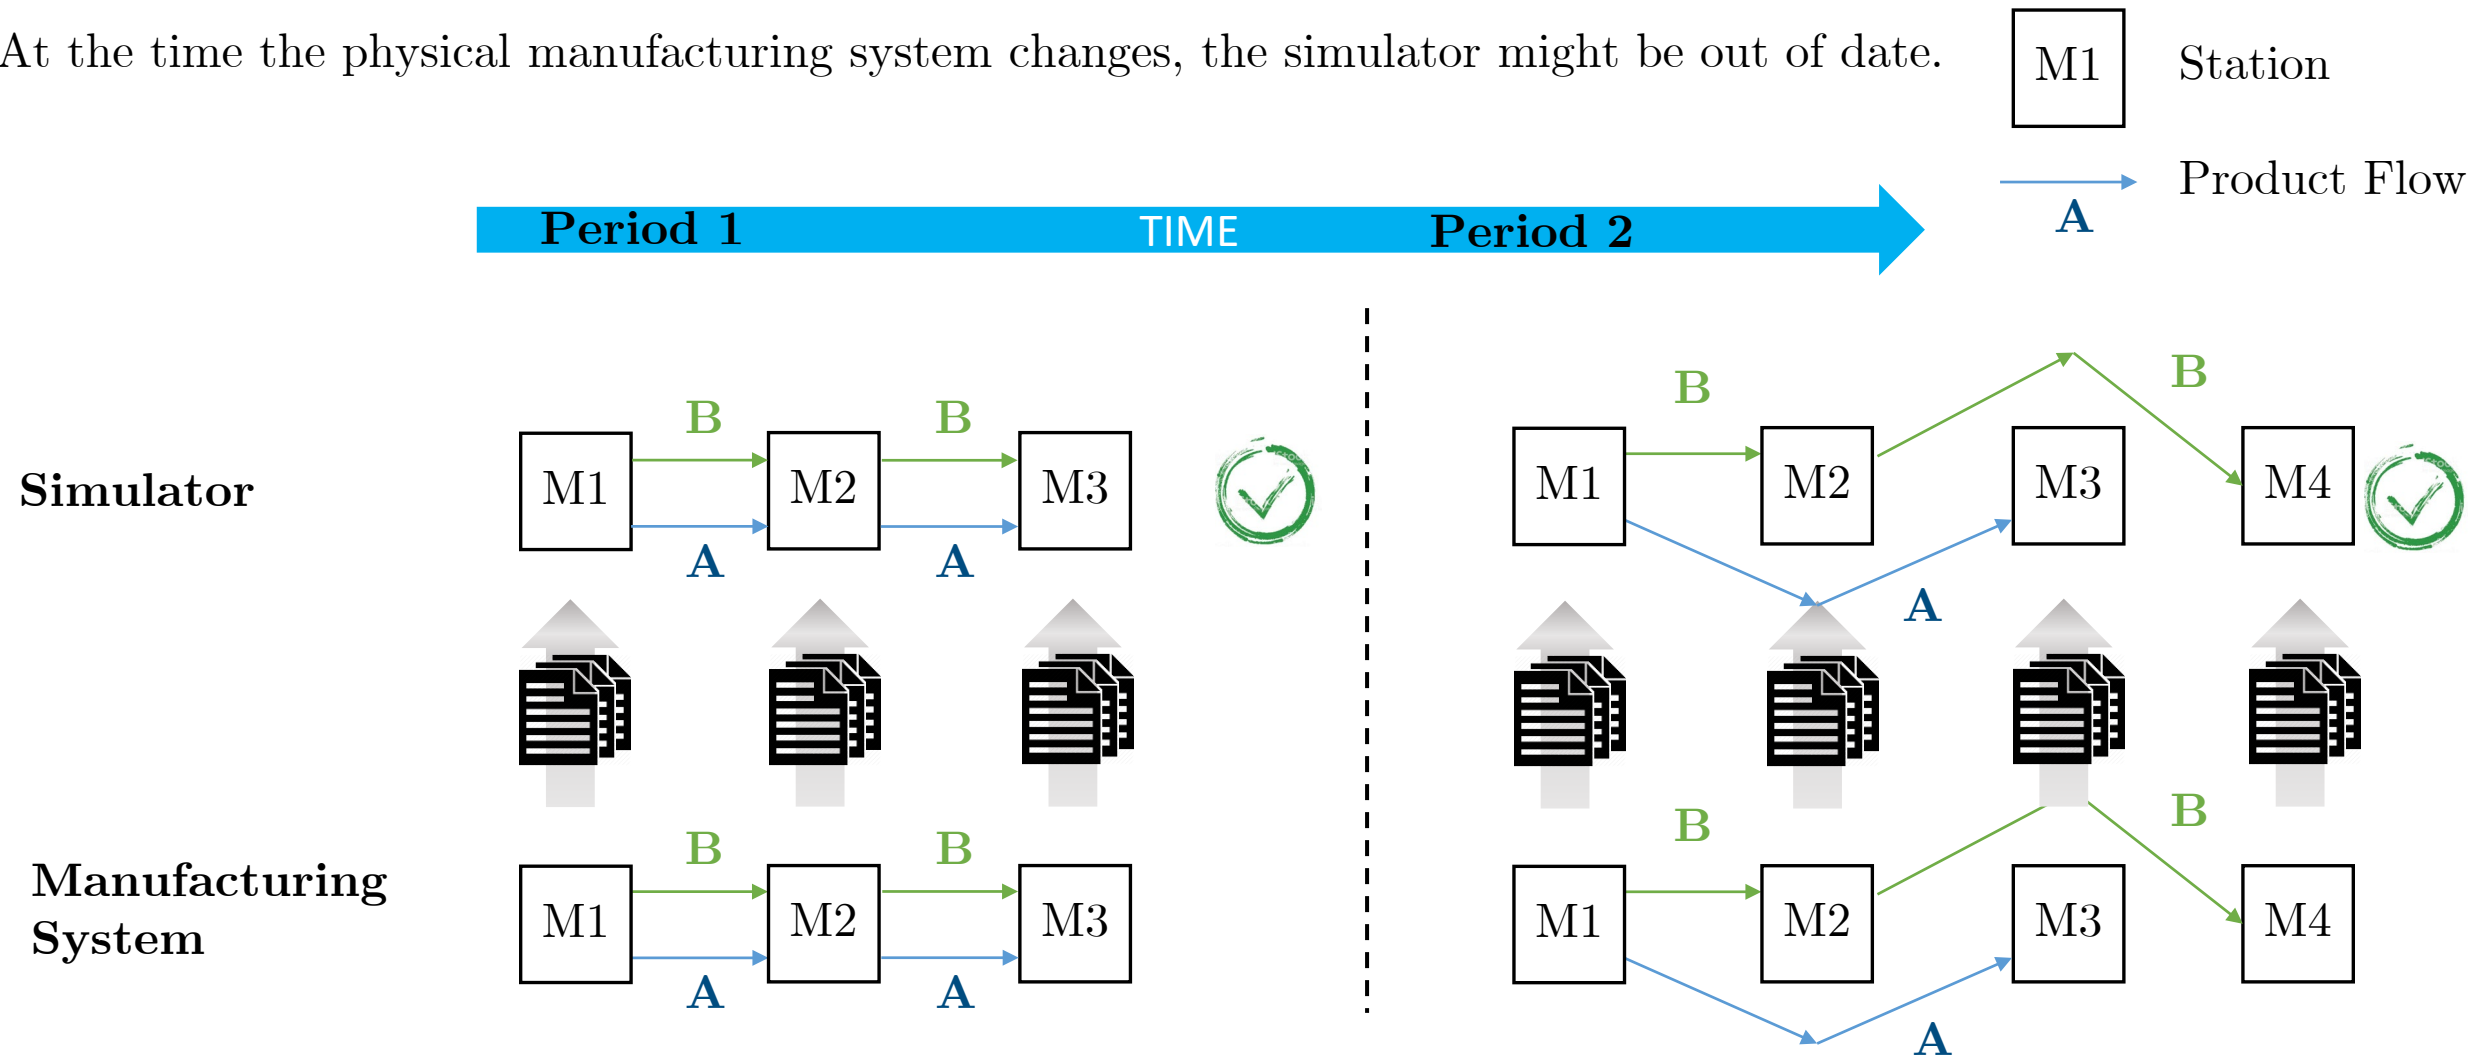 At the time the physical manufacturing system changes, the simulator might be out of date.
M1 Station
Product Flow
A
Period 1 TIME Period 2
B B B B
Simulator M1 M2 M3 M1 M2 M3 M4
A A A
B B B B
Manufacturing
System
M1 M2 M3 M1 M2 M3 M4
A A A